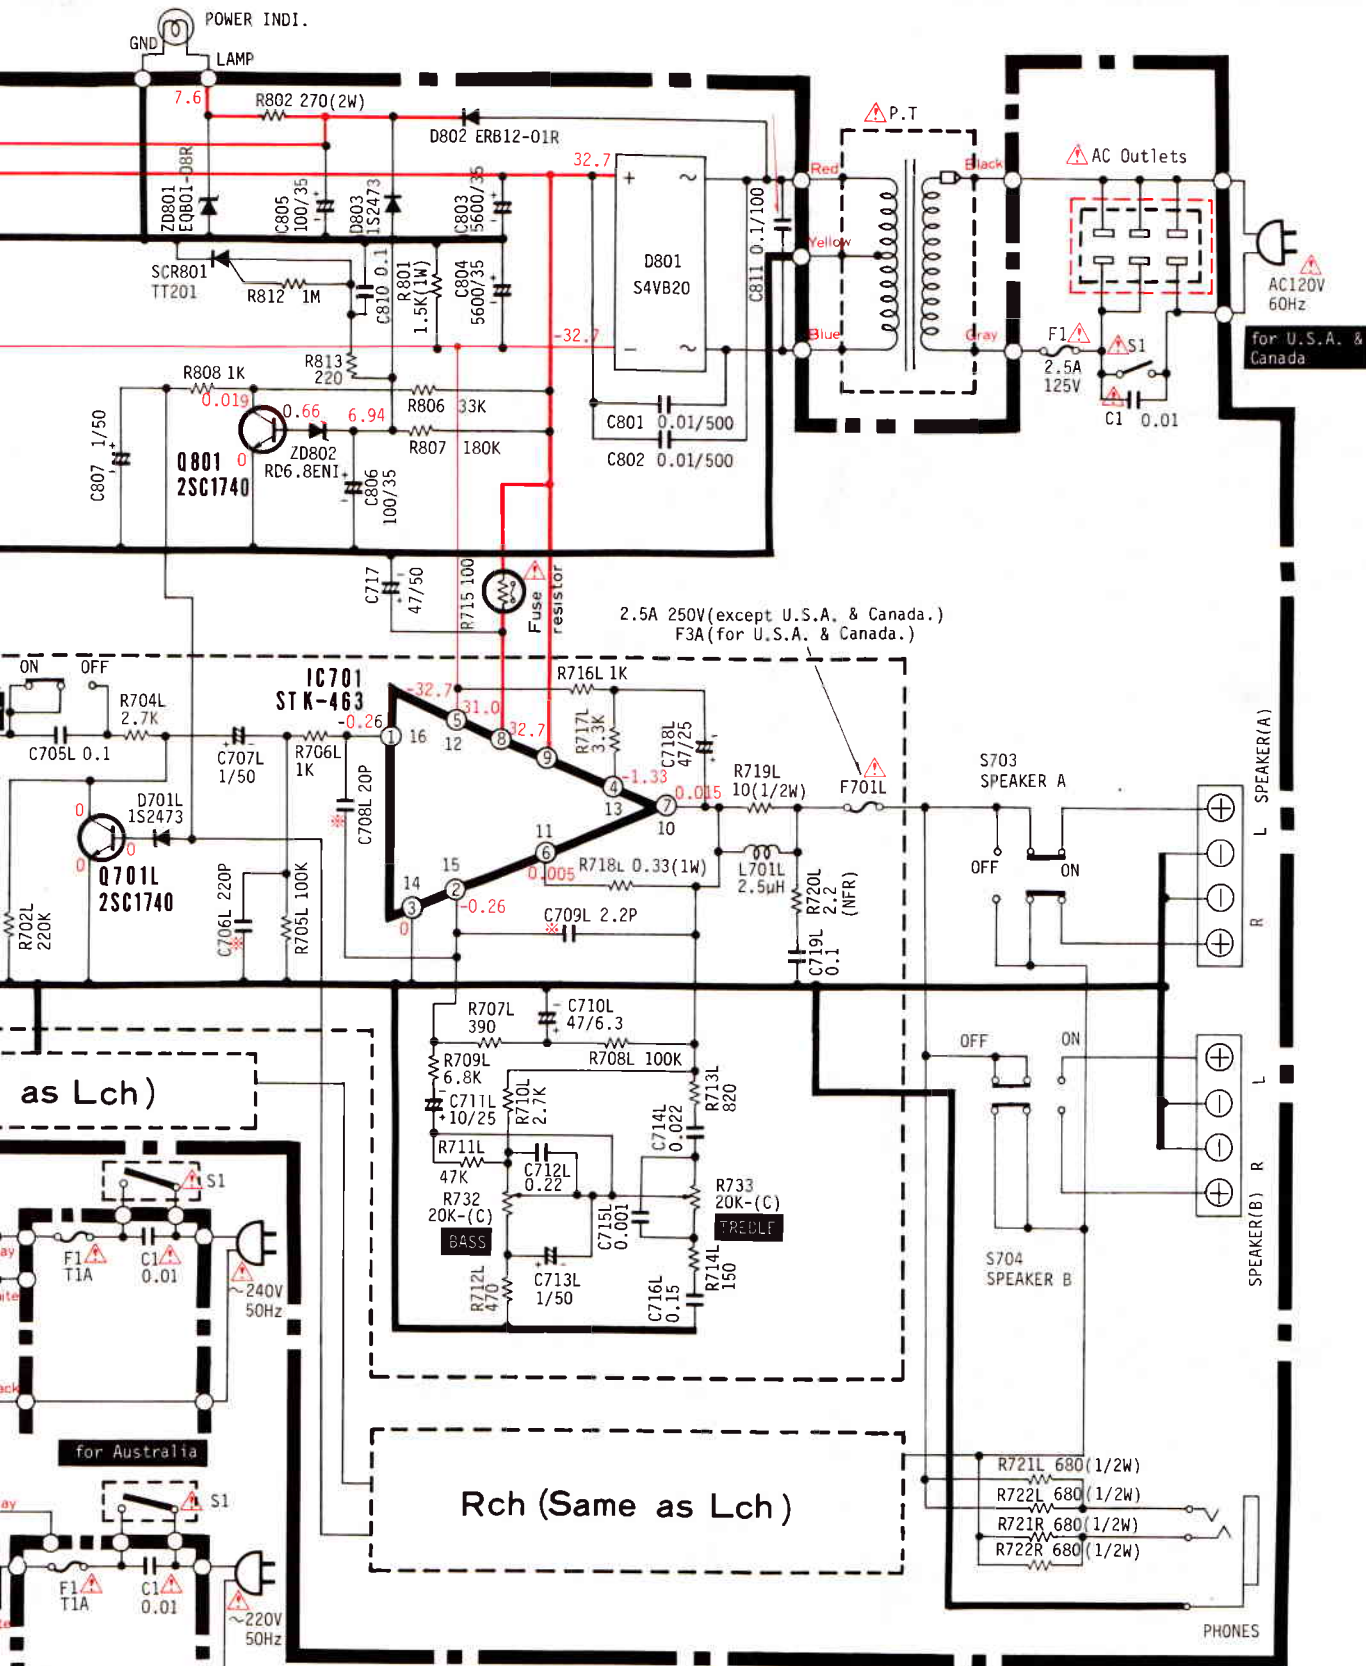 POWER INDI.
GND
LAMP
7.6
R802 270(2W)
D802 ERB12-01R
P.T
AC Outlets
ZD801
EQB01-08R
C805
100/35
D803
1S2473
C803
5600/35
32.7
+
~
Red
Black
C811 0.1/100
Yellow
D801
S4VB20
SCR801
TT201
R812 1M
C810 0.1
R801
1.5K(1W)
C804
5600/35
AC120V
60Hz
for U.S.A. &
Canada
-32.7
−
~
Blue
Gray
F1
2.5A
125V
S1
C1 0.01
R813
220
R808 1K
0.019
R806 33K
0.66
6.94
C801 0.01/500
C802 0.01/500
R807 180K
C807 1/50
Q801
2SC1740
0
ZD802
RD6.8ENI
C806
100/35
C717
47/50
R715 100
Fuse
resistor
2.5A 250V(except U.S.A. & Canada.)
F3A(for U.S.A. & Canada.)
ON
OFF
IC701
STK-463
R704L
2.7K
C705L 0.1
C707L
1/50
R706L
1K
-0.26
1
16
-32.7
5
12
31.0
8
32.7
9
R716L 1K
R717L
3.3K
C718L
47/25
-1.33
4
13
7
10
0.015
R719L
10(1/2W)
F701L
S703
SPEAKER A
SPEAKER(A)
L
R
OFF
ON
C708L 20P
D701L
1S2473
0
0
0
Q701L
2SC1740
R702L
220K
C706L 220P
R705L 100K
11
6
0.005
R718L 0.33(1W)
15
2
-0.26
14
3
0
L701L
2.5µH
R720L
2.2
(NFR)
C709L 2.2P
C719L
0.1
R707L
390
C710L
47/6.3
R708L 100K
OFF
ON
R709L
6.8K
C711L
10/25
R710L
2.7K
R713L
820
C714L
0.022
as Lch)
R711L
47K
C712L
0.22
R732
20K-(C)
BASS
C715L
0.001
R733
20K-(C)
TREBLE
L
R
SPEAKER(B)
S704
SPEAKER B
R712L
470
C713L
1/50
C716L
0.15
R714L
150
S1
F1
T1A
C1
0.01
~240V
50Hz
for Australia
Rch (Same as Lch)
R721L 680(1/2W)
R722L 680(1/2W)
R721R 680(1/2W)
R722R 680(1/2W)
PHONES
S1
F1
T1A
C1
0.01
~220V
50Hz